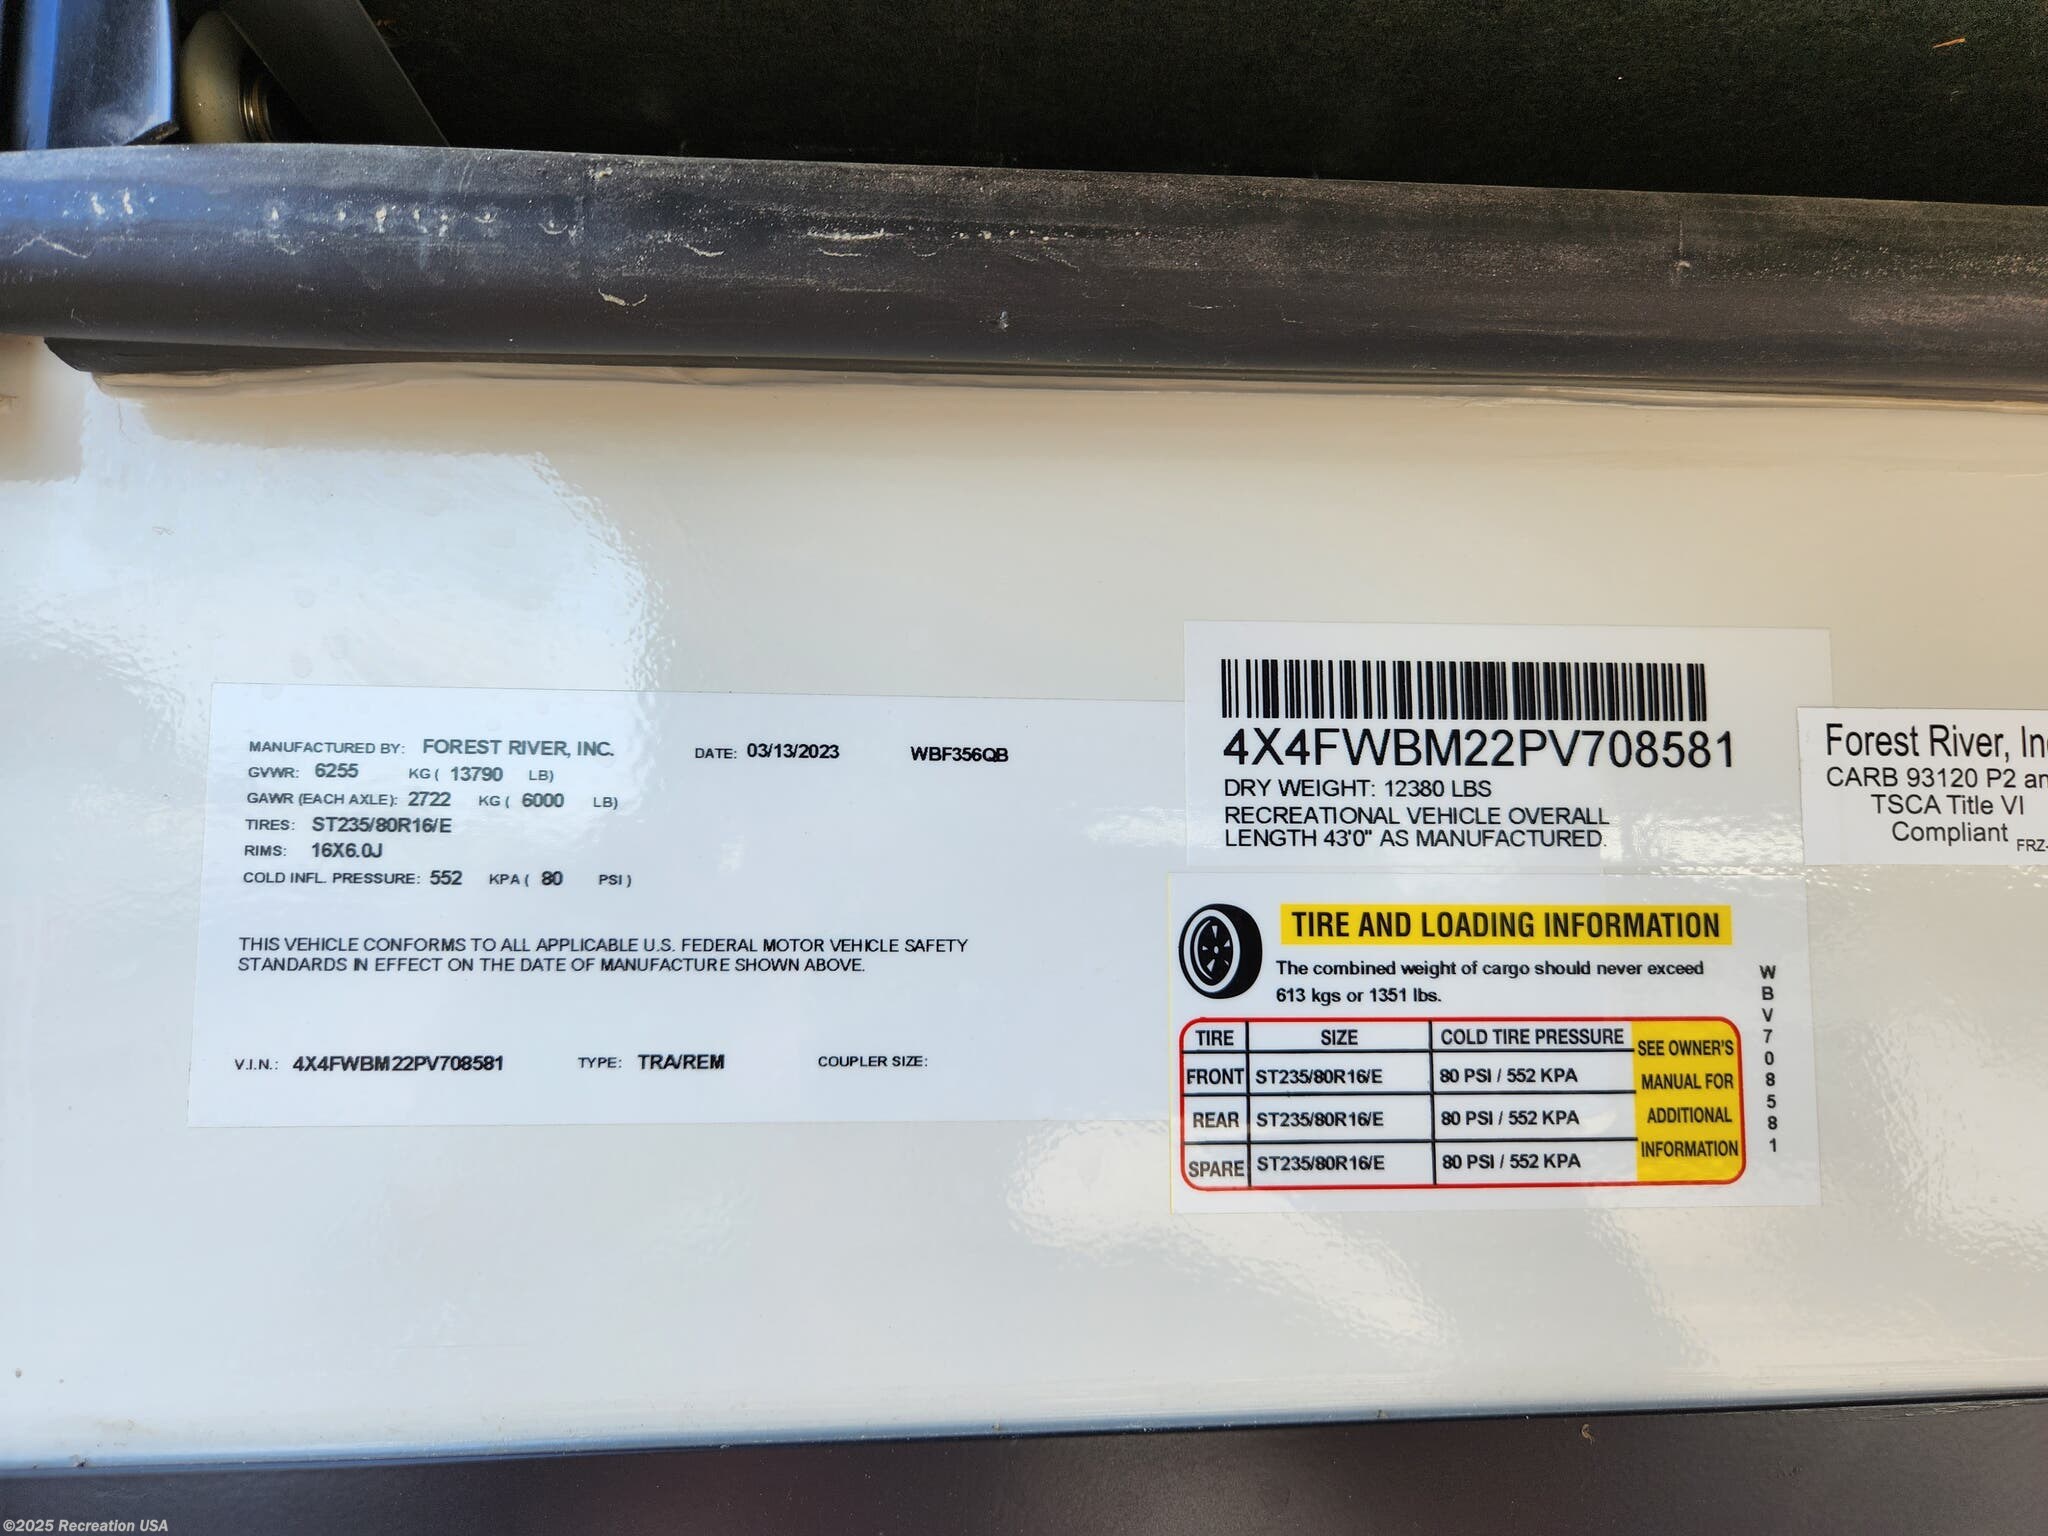 MANUFACTURED BY: FOREST RIVER, INC. DATE: 03/13/2023 WBF356QB
GVWR: 6255 KG ( 13790 LB)
GAWR (EACH AXLE): 2722 KG ( 6000 LB)
TIRES: ST235/80R16/E
RIMS: 16X6.0J
COLD INFL. PRESSURE: 552 KPA ( 80 PSI )
THIS VEHICLE CONFORMS TO ALL APPLICABLE U.S. FEDERAL MOTOR VEHICLE SAFETY
STANDARDS IN EFFECT ON THE DATE OF MANUFACTURE SHOWN ABOVE.
V.I.N.: 4X4FWBM22PV708581 TYPE: TRA/REM COUPLER SIZE:
4X4FWBM22PV708581
DRY WEIGHT: 12380 LBS
RECREATIONAL VEHICLE OVERALL
LENGTH 43'0" AS MANUFACTURED.
Forest River, In
CARB 93120 P2 an
TSCA Title VI
Compliant FRZ-
TIRE AND LOADING INFORMATION
The combined weight of cargo should never exceed
613 kgs or 1351 lbs.
TIRE SIZE COLD TIRE PRESSURE
FRONT ST235/80R16/E 80 PSI / 552 KPA
REAR ST235/80R16/E 80 PSI / 552 KPA
SPARE ST235/80R16/E 80 PSI / 552 KPA
SEE OWNER'S
MANUAL FOR
ADDITIONAL
INFORMATION
WBV708581
©2025 Recreation USA